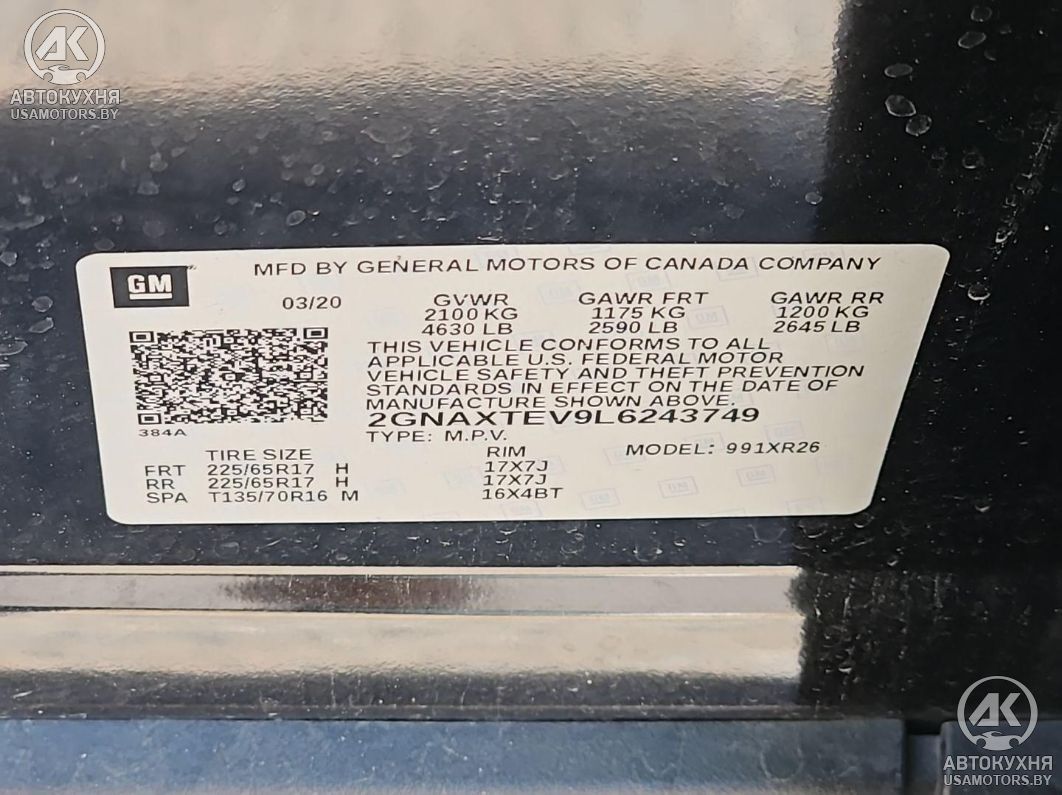 АК
АВТОКУХНЯ
USAMOTORS.BY
GM
MFD BY GENERAL MOTORS OF CANADA COMPANY
03/20 GVWR GAWR FRT GAWR RR
2100 KG 1175 KG 1200 KG
4630 LB 2590 LB 2645 LB
THIS VEHICLE CONFORMS TO ALL
APPLICABLE U.S. FEDERAL MOTOR
VEHICLE SAFETY AND THEFT PREVENTION
STANDARDS IN EFFECT ON THE DATE OF
MANUFACTURE SHOWN ABOVE.
2GNAXTEV9L6243749
384A
TYPE: M.P.V. MODEL: 991XR26
TIRE SIZE RIM
FRT 225/65R17 H 17X7J
RR 225/65R17 H 17X7J
SPA T135/70R16 M 16X4BT
АК
АВТОКУХНЯ
USAMOTORS.BY